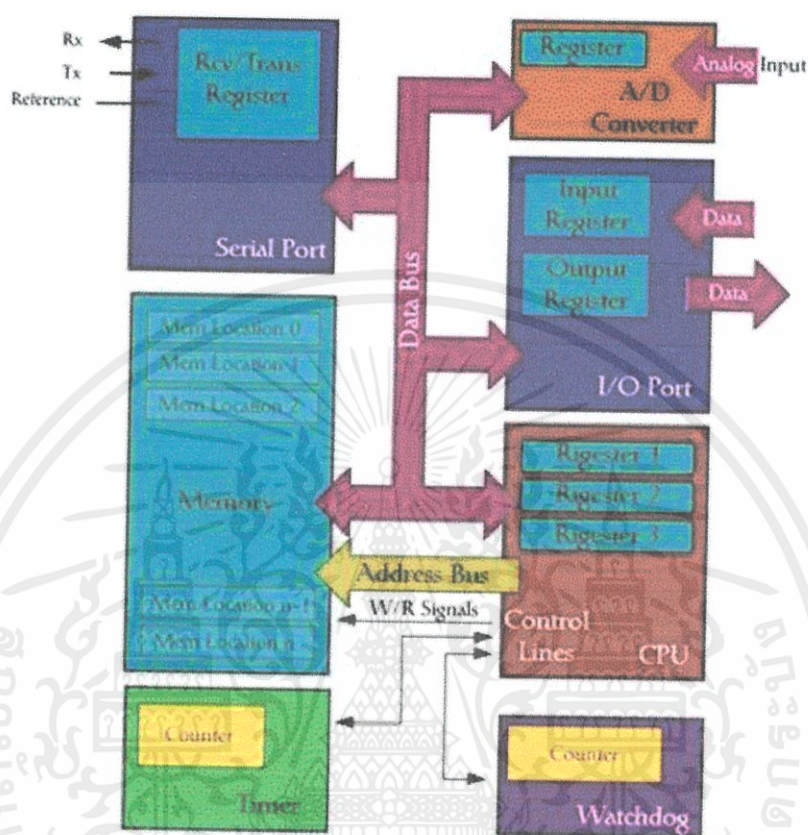 Rx
Tx
Reference
Rev/Trans
Register
Serial Port
Register
A/D
Converter
Analog Input
Input
Register
Output
Register
Data
Data
I/O Port
Data Bus
Mem Location 0
Mem Location 1
Mem Location 2
Memory
Mem Location n-1
Mem Location n
Rigester 1
Rigester 2
Rigester 3
Address Bus
W/R Signals
Control
Lines
CPU
Counter
Timer
Counter
Watchdog